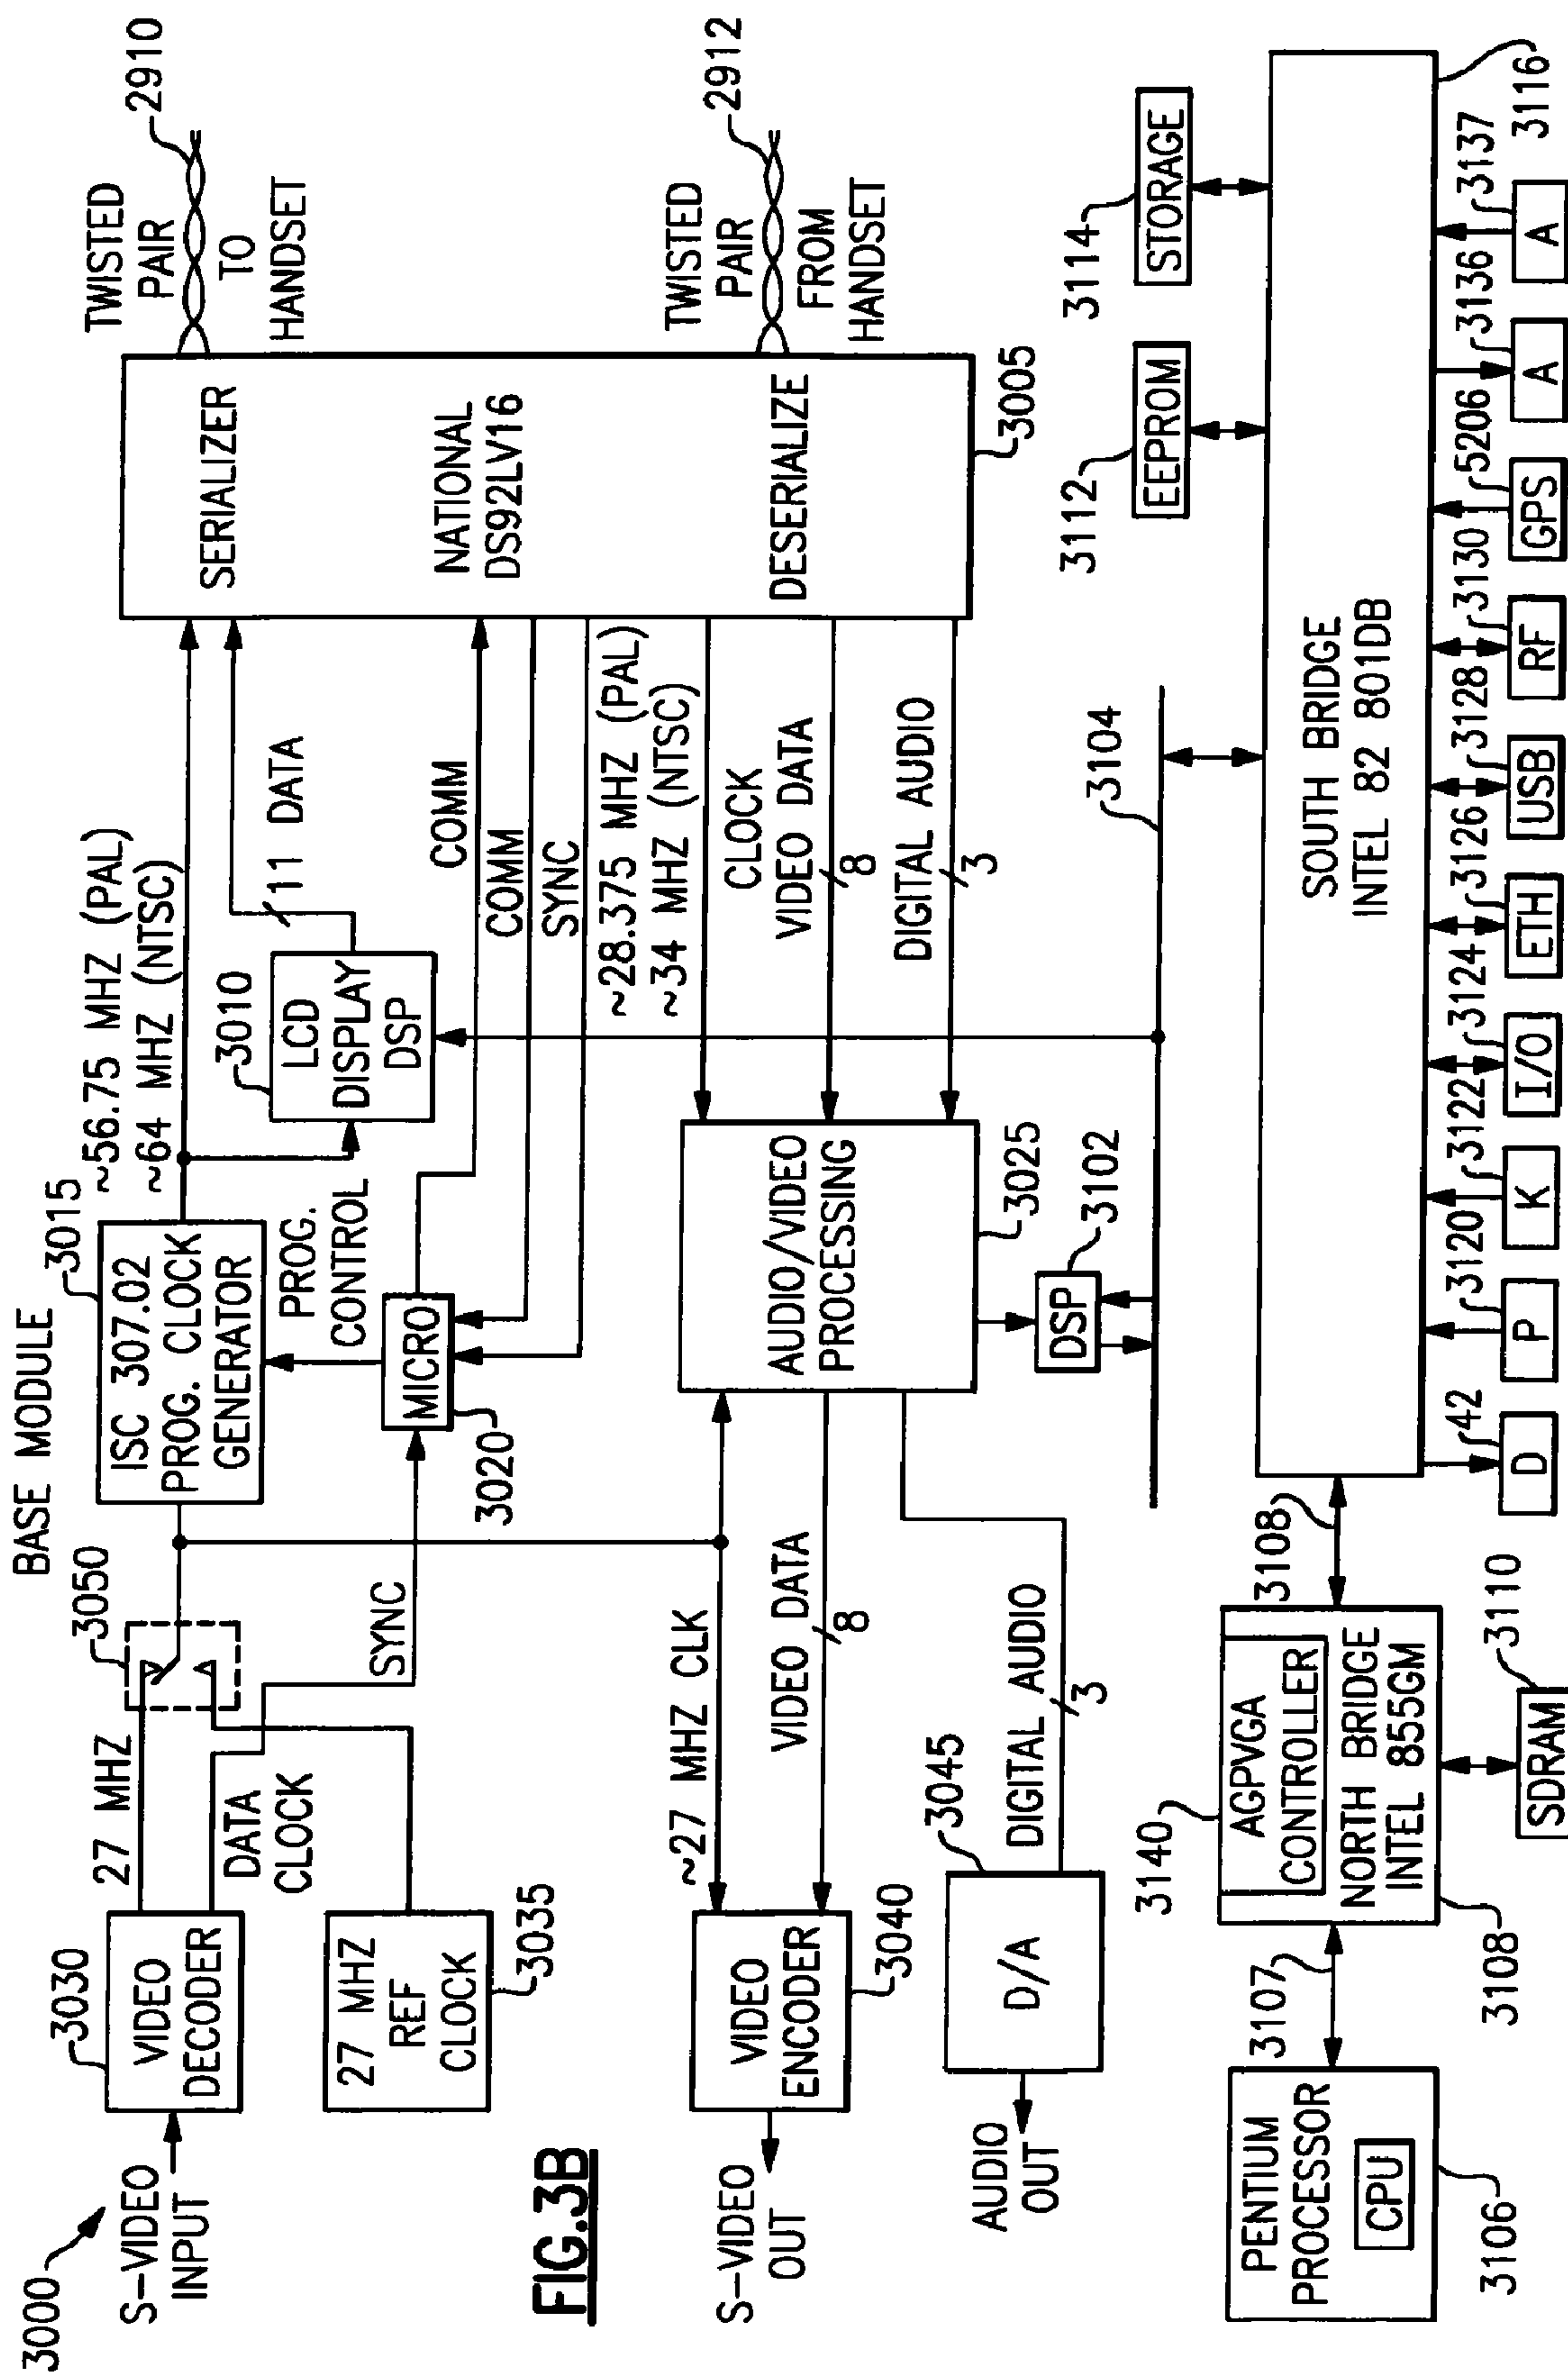 BASE MODULE
3000
S-VIDEO
INPUT
3030
VIDEO
DECODER
27 MHZ
DATA
CLOCK
3050
SYNC
27 MHZ
REF
CLOCK
3035
3015
ISC 307.02
PROG. CLOCK
GENERATOR
~56.75 MHZ (PAL)
~64 MHZ (NTSC)
PROG.
CONTROL
MICRO
3020
3010
LCD
DISPLAY
DSP
11 DATA
COMM
COMM
SYNC
~28.375 MHZ (PAL)
~34 MHZ (NTSC)
CLOCK
VIDEO DATA
8
DIGITAL AUDIO
3
SERIALIZER
NATIONAL
DS92LV16
DESERIALIZE
3005
TWISTED
PAIR
TO
HANDSET
2910
TWISTED
PAIR
FROM
HANDSET
2912
FIG.3B
S-VIDEO
OUT
VIDEO
ENCODER
3040
~27 MHZ CLK
VIDEO DATA
8
AUDIO/VIDEO
PROCESSING
3025
AUDIO
OUT
D/A
3045
DIGITAL AUDIO
3
DSP
3102
3104
3112
EEPROM
3114
STORAGE
PENTIUM
PROCESSOR
CPU
3106
3107
3140
AGPVGA
CONTROLLER
NORTH BRIDGE
INTEL 855GM
3108
3108
SDRAM
3110
SOUTH BRIDGE
INTEL 82 801DB
3116
42
3120
3122
3124
3126
3128
3130
5206
3136
3137
D
P
K
I/O
ETH
USB
RF
GPS
A
A